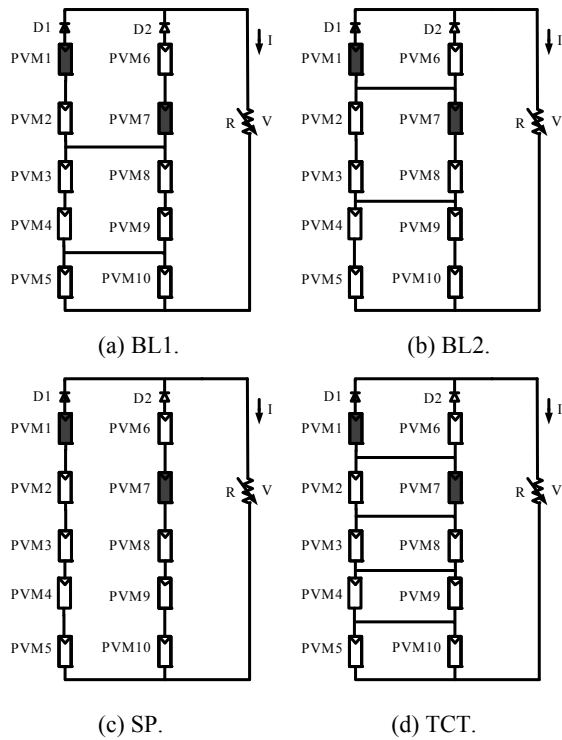 D1 D2 I
PVM1 PVM6
PVM2 PVM7 R V
PVM3 PVM8
PVM4 PVM9
PVM5 PVM10
(a) BL1.
D1 D2 I
PVM1 PVM6
PVM2 PVM7 R V
PVM3 PVM8
PVM4 PVM9
PVM5 PVM10
(b) BL2.
D1 D2 I
PVM1 PVM6
PVM2 PVM7 R V
PVM3 PVM8
PVM4 PVM9
PVM5 PVM10
(c) SP.
D1 D2 I
PVM1 PVM6
PVM2 PVM7 R V
PVM3 PVM8
PVM4 PVM9
PVM5 PVM10
(d) TCT.